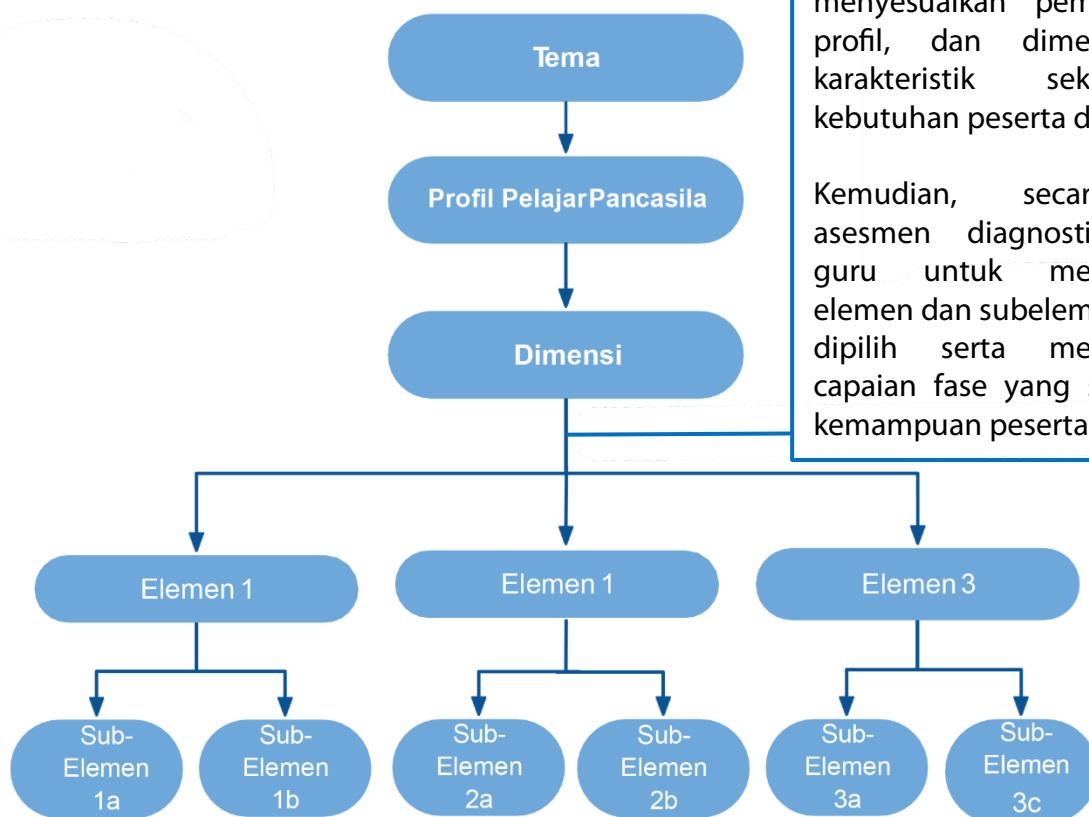 Tema
Profil Pelajar Pancasila
Dimensi
profil, dan
karakteristik
kebutuhan peserta
Kemudian,
asesmen
guru untuk
elemen dan
dipilih serta
capaian fase yang
kemampuan peserta
Elemen 1
Elemen 1
Elemen 3
Sub-
Elemen
1a
Sub-
Elemen
1b
Sub-
Elemen
2a
Sub-
Elemen
2b
Sub-
Elemen
3a
Sub-
Elemen
3c